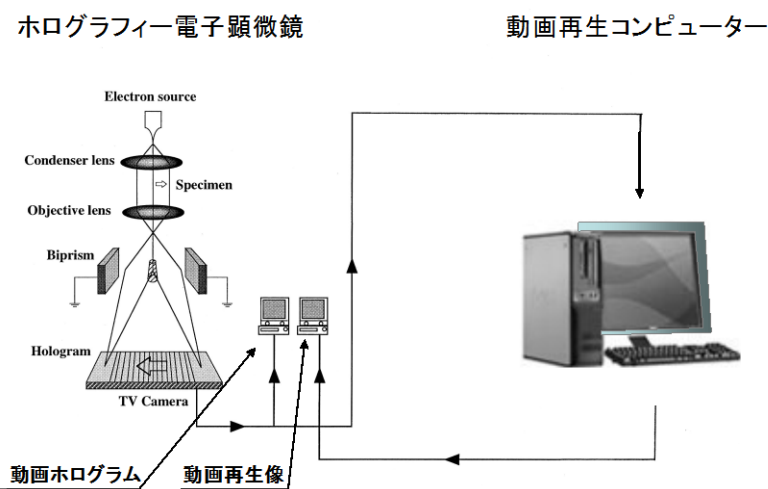 ホログラフィー電子顕微鏡
動画再生コンピューター
Electron source
Condenser lens
Specimen
Objective lens
Biprism
Hologram
TV Camera
動画ホログラム
動画再生像